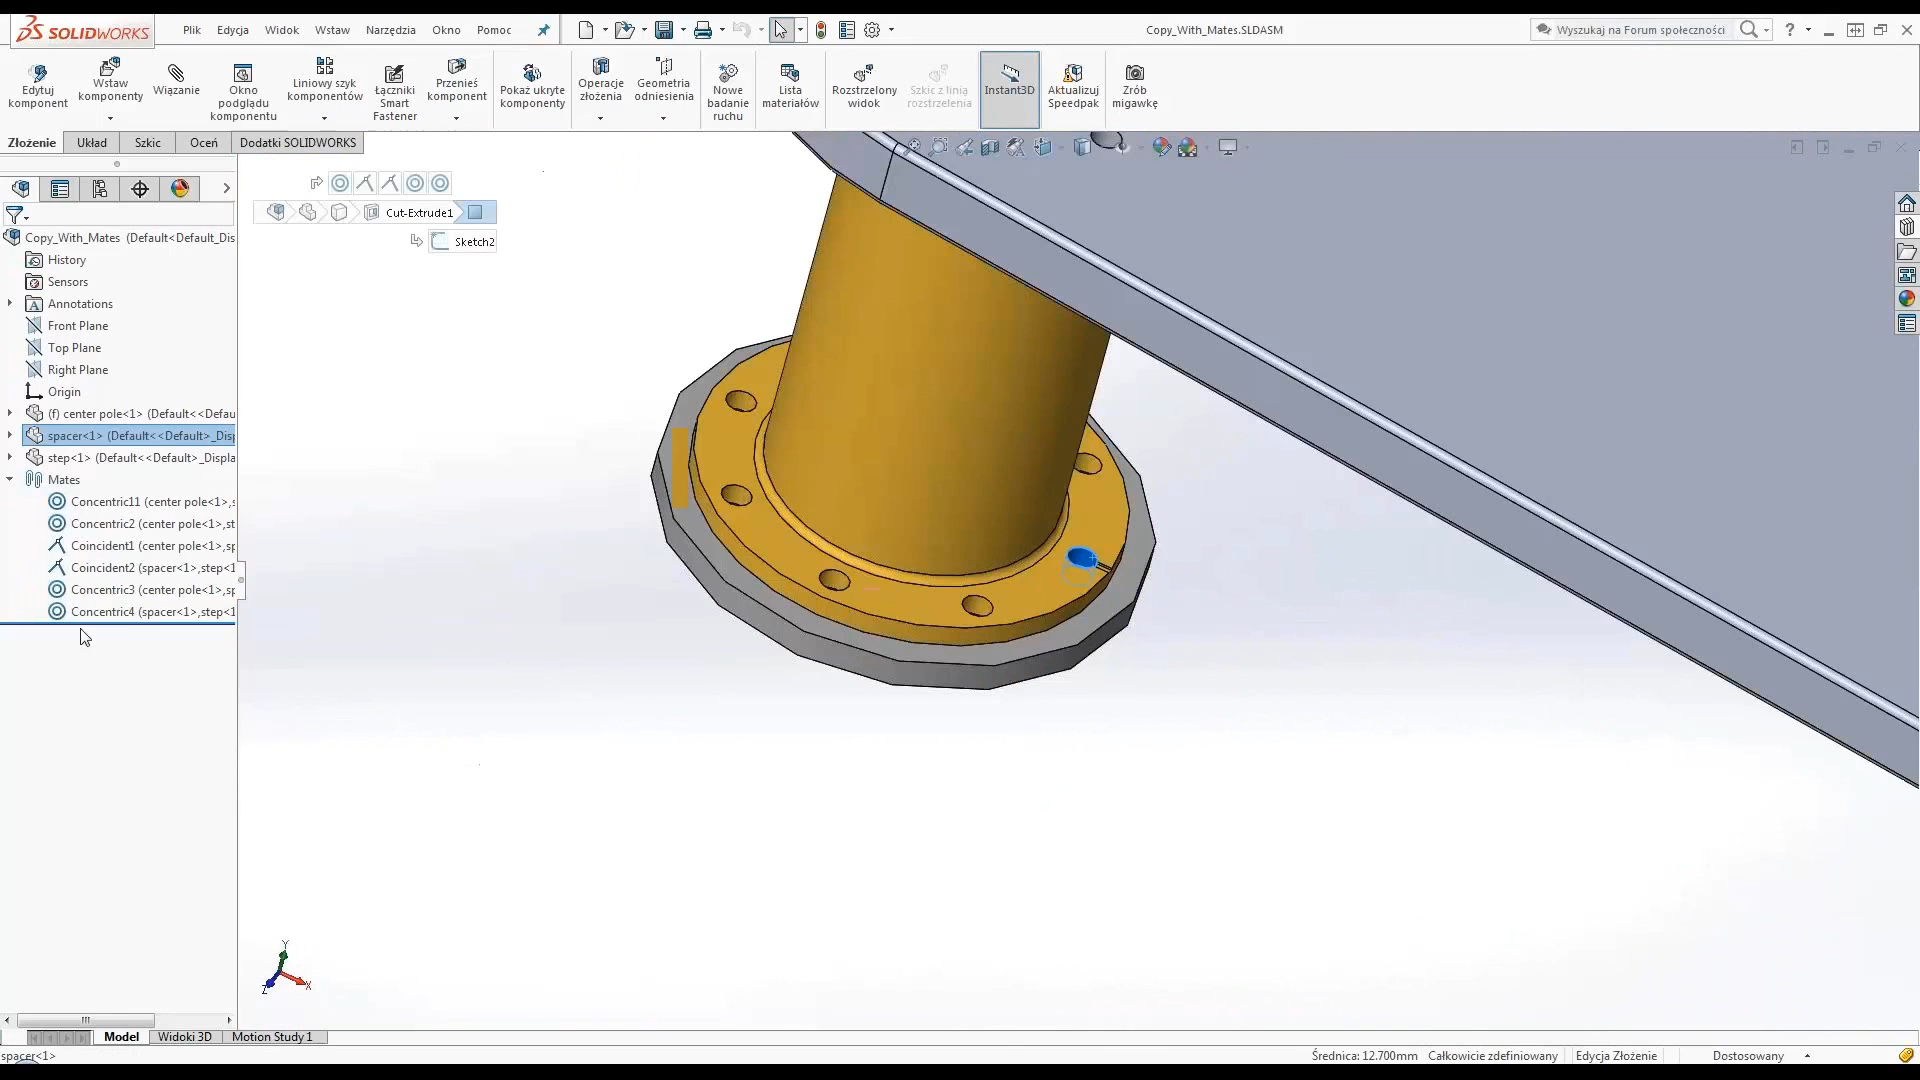 SOLIDWORKS
Plik Edycja Widok Wstaw Narzędzia Okno Pomoc
Copy_With_Mates.SLDASM
Wyszukaj na Forum społeczności
?
Edytuj komponent
Wstaw komponenty
Wiązanie
Okno podglądu komponentu
Liniowy szyk komponentów
Łączniki Smart Fastener
Przenieś komponent
Pokaż ukryte komponenty
Operacje złożenia
Geometria odniesienia
Nowe badanie ruchu
Lista materiałów
Rozstrzelony widok
Szkic z linią rozstrzelenia
Instant3D
Aktualizuj Speedpak
Zrób migawkę
Złożenie Układ Szkic Oceń Dodatki SOLIDWORKS
Cut-Extrude1
Sketch2
Copy_With_Mates (Default<Default_Dis
History
Sensors
Annotations
Front Plane
Top Plane
Right Plane
Origin
(f) center pole<1> (Default<<Defau
spacer<1> (Default<<Default>_Disp
step<1> (Default<<Default>_Displa
Mates
Concentric11 (center pole<1>,s
Concentric2 (center pole<1>,st
Coincident1 (center pole<1>,sp
Coincident2 (spacer<1>,step<1
Concentric3 (center pole<1>,sp
Concentric4 (spacer<1>,step<1
Y
Z
X
Model Widoki 3D Motion Study 1
spacer<1>
Średnica: 12.700mm Całkowicie zdefiniowany Edycja Złożenie Dostosowany